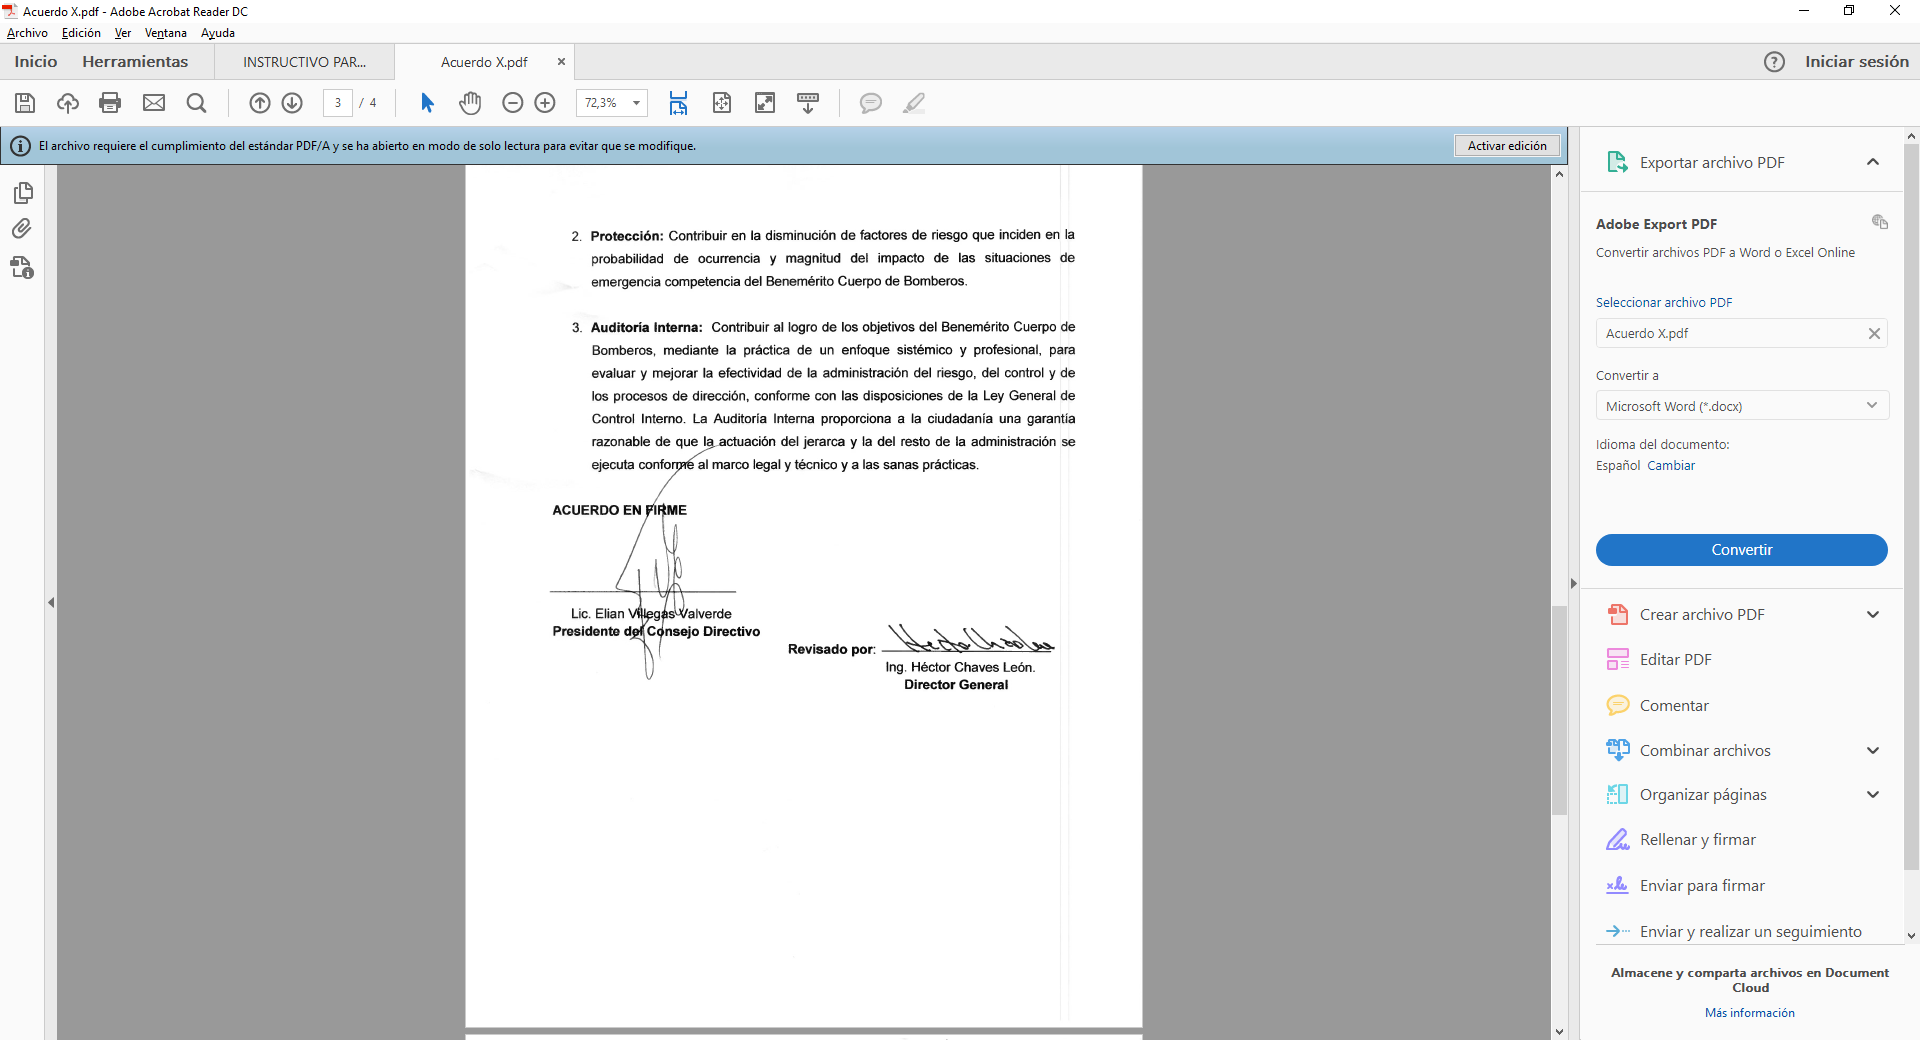 Acuerdo X.pdf - Adobe Acrobat Reader DC
Archivo Edición Ver Ventana Ayuda
Inicio Herramientas INSTRUCTIVO PAR... Acuerdo X.pdf Iniciar sesión
3 / 4 72,3%
El archivo requiere el cumplimiento del estándar PDF/A y se ha abierto en modo de solo lectura para evitar que se modifique. Activar edición
2. Protección: Contribuir en la disminución de factores de riesgo que inciden en la
probabilidad de ocurrencia y magnitud del impacto de las situaciones de
emergencia competencia del Benemérito Cuerpo de Bomberos.
3. Auditoría Interna: Contribuir al logro de los objetivos del Benemérito Cuerpo de
Bomberos, mediante la práctica de un enfoque sistémico y profesional, para
evaluar y mejorar la efectividad de la administración del riesgo, del control y de
los procesos de dirección, conforme con las disposiciones de la Ley General de
Control Interno. La Auditoría Interna proporciona a la ciudadanía una garantía
razonable de que la actuación del jerarca y la del resto de la administración se
ejecuta conforme al marco legal y técnico y a las sanas prácticas.
ACUERDO EN FIRME
Lic. Elian Villegas Valverde
Presidente del Consejo Directivo
Revisado por:
Ing. Héctor Chaves León.
Director General
Exportar archivo PDF
Adobe Export PDF
Convertir archivos PDF a Word o Excel Online
Seleccionar archivo PDF
Acuerdo X.pdf
Convertir a
Microsoft Word (*.docx)
Idioma del documento:
Español Cambiar
Convertir
Crear archivo PDF
Editar PDF
Comentar
Combinar archivos
Organizar páginas
Rellenar y firmar
Enviar para firmar
Enviar y realizar un seguimiento
Almacene y comparta archivos en Document
Cloud
Más información